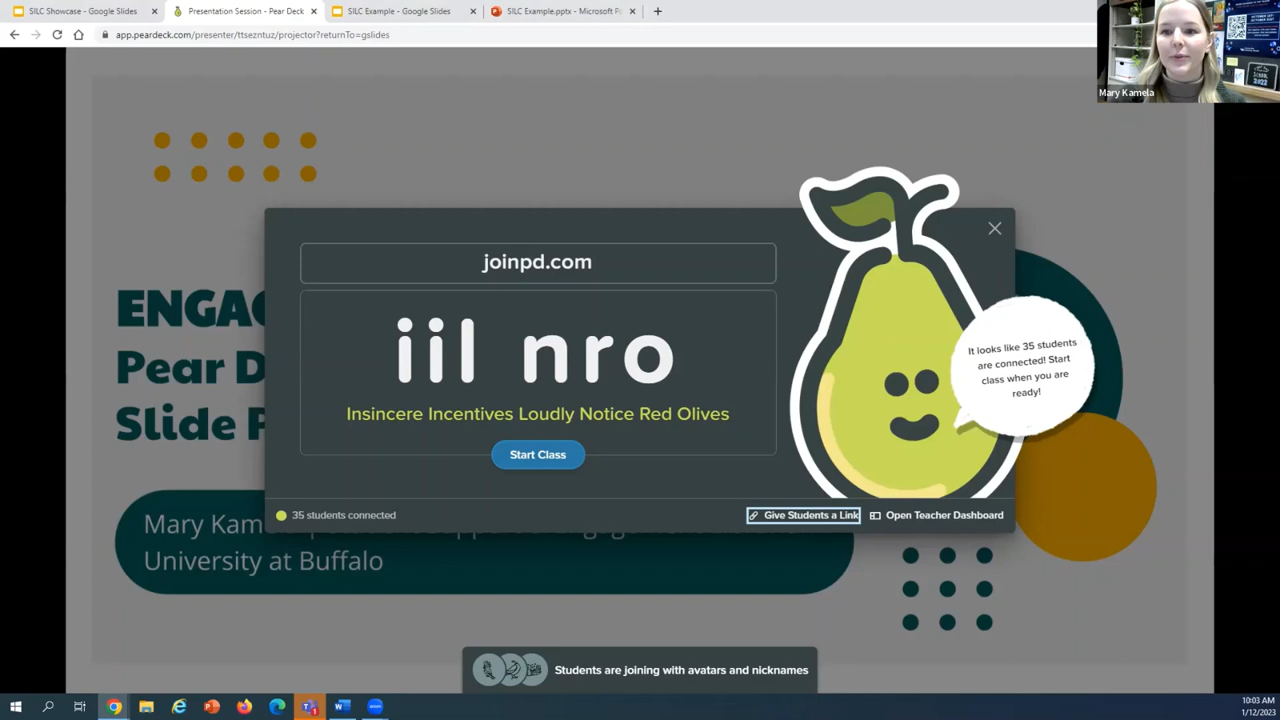 SILC Showcase - Google Slides
Presentation Session - Pear Deck
SILC Example - Google Slides
SILC Example.pptx - Microsoft Po
app.peardeck.com/presenter/ttsezntuz/projector?returnTo=gslides
Mary Kamela
joinpd.com
iil nro
Insincere Incentives Loudly Notice Red Olives
Start Class
It looks like 35 students
are connected! Start
class when you are
ready!
35 students connected
Give Students a Link
Open Teacher Dashboard
ENGAG
Pear D
Slide P
Mary Kam
University at Buffalo
Students are joining with avatars and nicknames
10:03 AM
1/12/2023